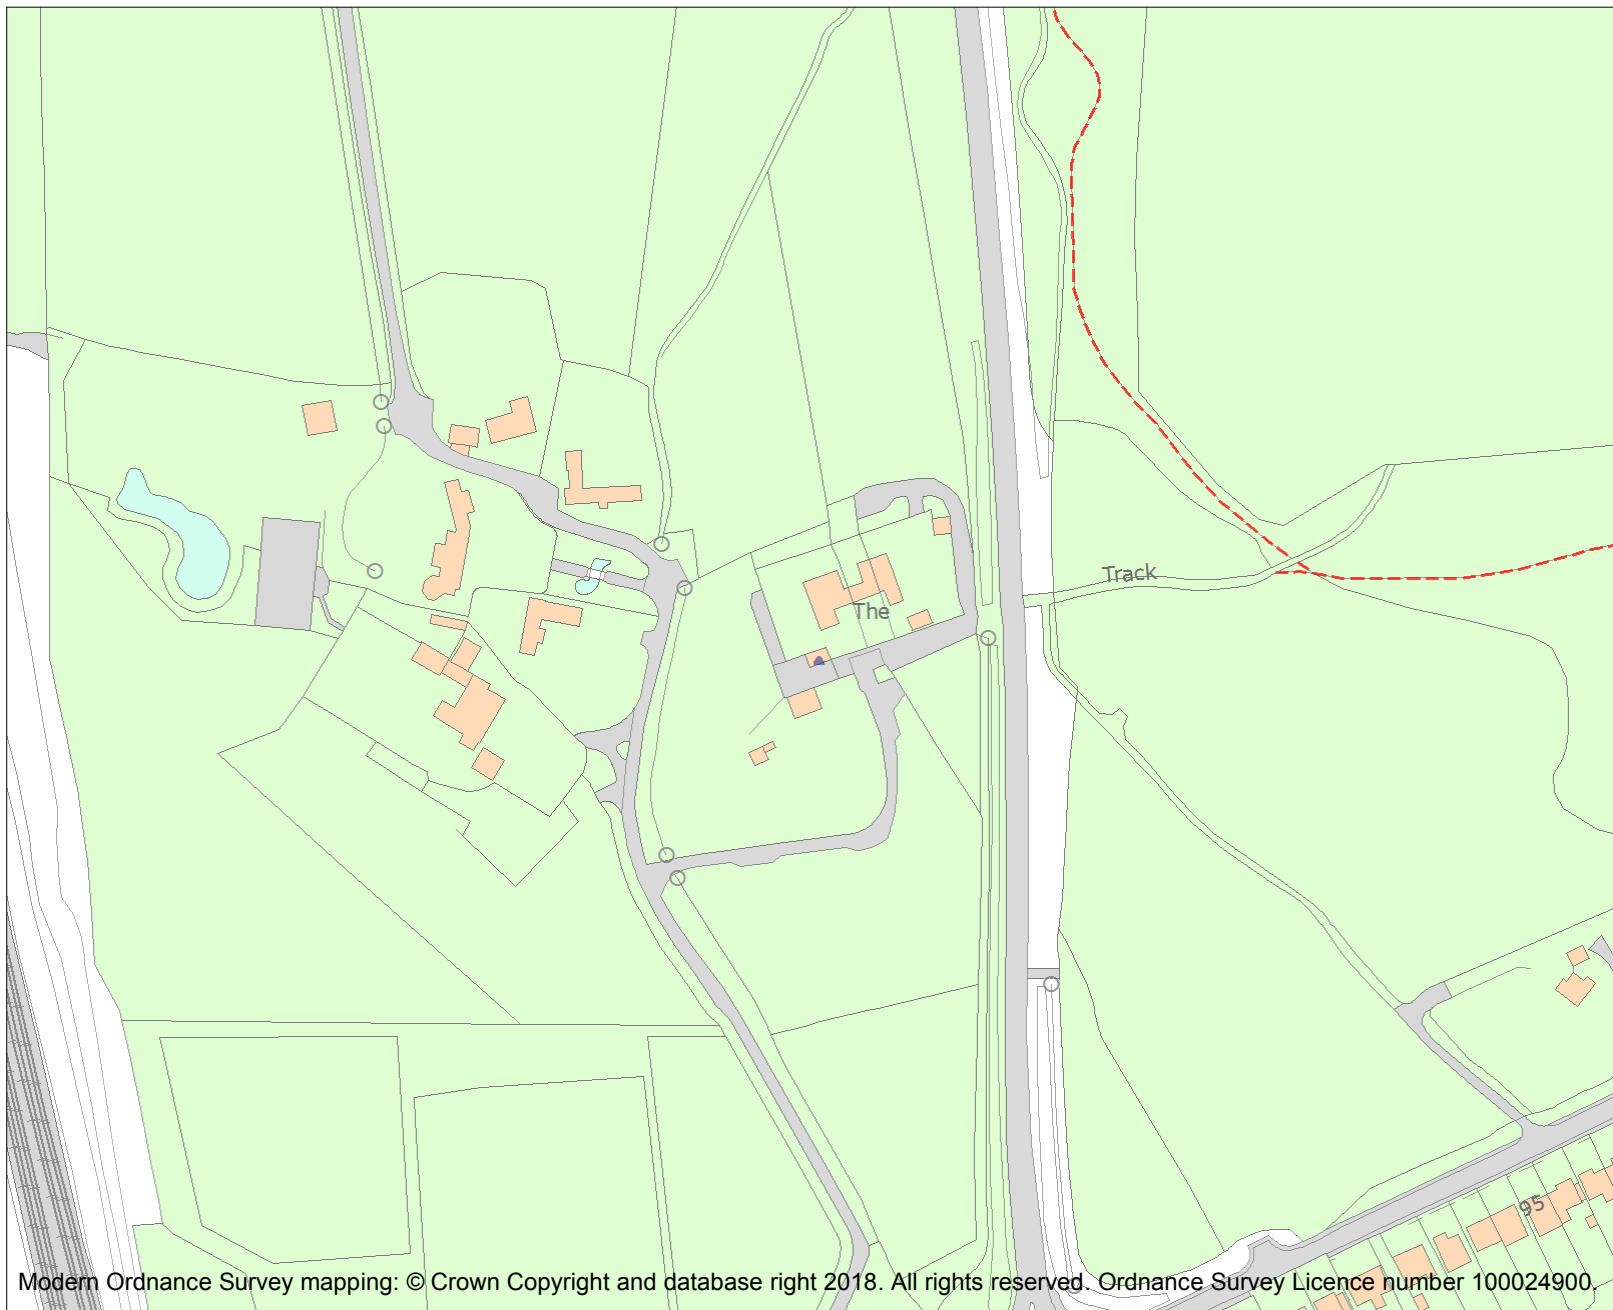 Track
The
95
Modern Ordnance Survey mapping: © Crown Copyright and database right 2018. All rights reserved. Ordnance Survey Licence number 100024900.